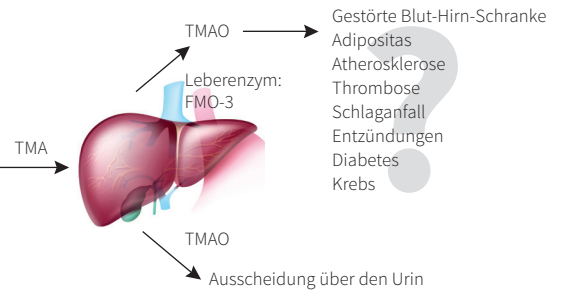 TMAO
Gestörte Blut-Hirn-Schranke
Adipositas
Atherosklerose
Thrombose
Schlaganfall
Entzündungen
Diabetes
Krebs
?
Leberenzym:
FMO-3
TMA
TMAO
Ausscheidung über den Urin